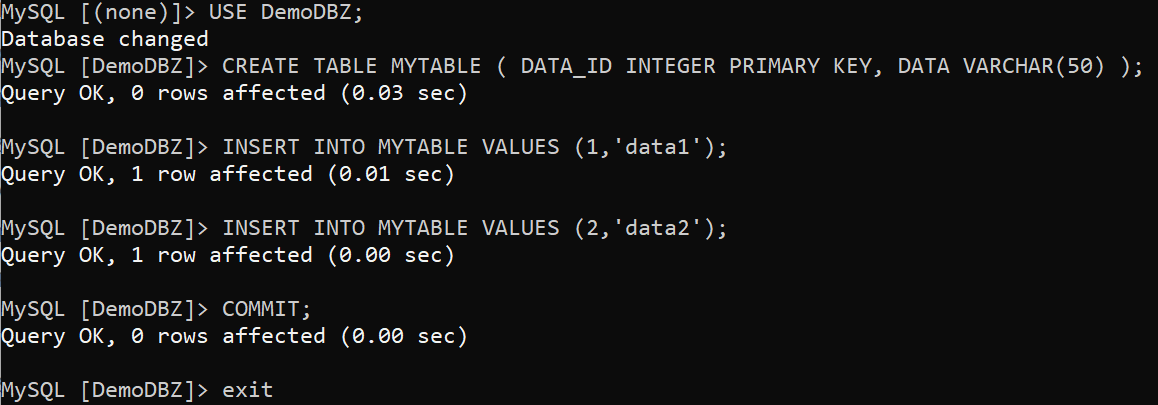 MySQL [(none)]> USE DemoDBZ;
Database changed
MySQL [DemoDBZ]> CREATE TABLE MYTABLE ( DATA_ID INTEGER PRIMARY KEY, DATA VARCHAR(50) );
Query OK, 0 rows affected (0.03 sec)
MySQL [DemoDBZ]> INSERT INTO MYTABLE VALUES (1,'data1');
Query OK, 1 row affected (0.01 sec)
MySQL [DemoDBZ]> INSERT INTO MYTABLE VALUES (2,'data2');
Query OK, 1 row affected (0.00 sec)
MySQL [DemoDBZ]> COMMIT;
Query OK, 0 rows affected (0.00 sec)
MySQL [DemoDBZ]> exit